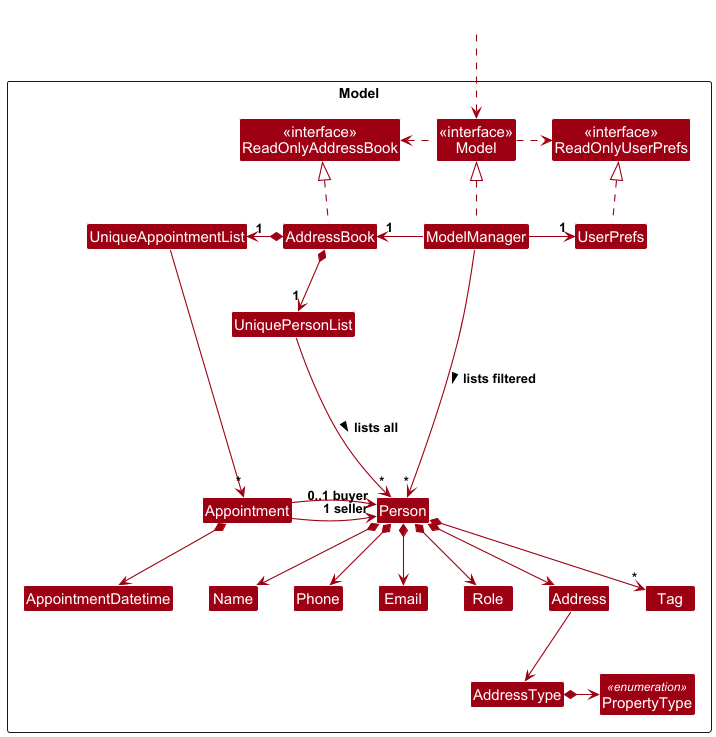 Model
«interface»
ReadOnlyAddressBook
«interface»
Model
«interface»
ReadOnlyUserPrefs
UniqueAppointmentList
1
AddressBook
1
ModelManager
1
UserPrefs
1
UniquePersonList
lists filtered
lists all
*
*
*
Appointment
0..1 buyer
1 seller
Person
*
AppointmentDatetime
Name
Phone
Email
Role
Address
Tag
AddressType
«enumeration»
PropertyType